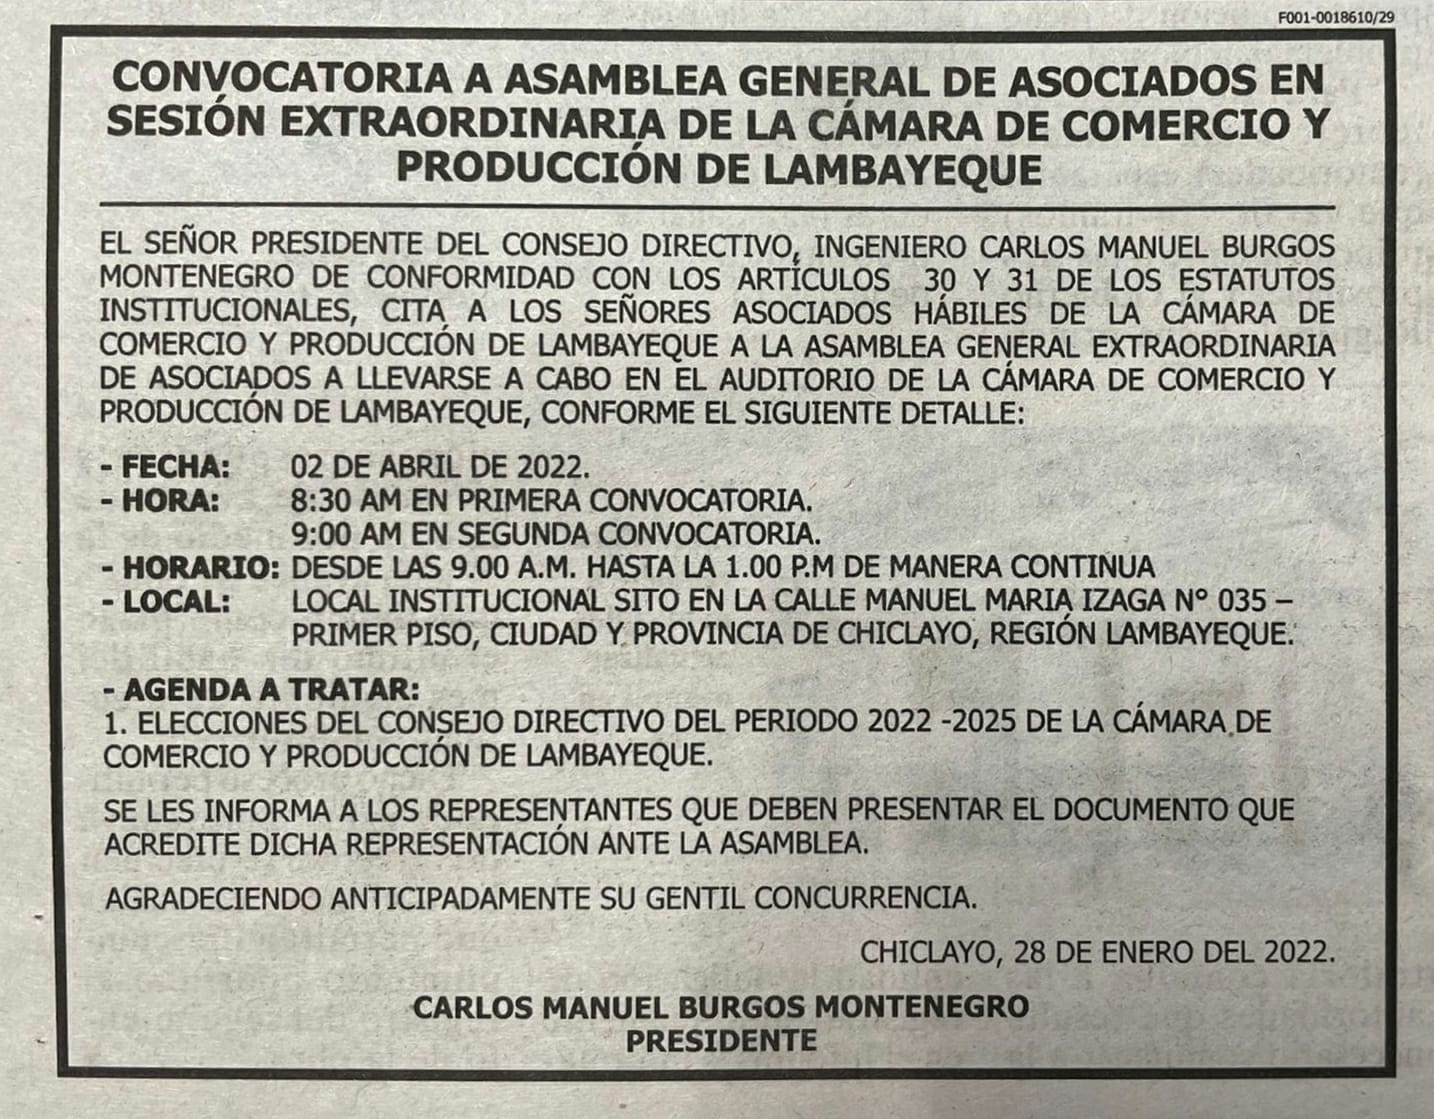 F001-0018610/29
CONVOCATORIA A ASAMBLEA GENERAL DE ASOCIADOS EN
SESIÓN EXTRAORDINARIA DE LA CÁMARA DE COMERCIO Y
PRODUCCIÓN DE LAMBAYEQUE
EL SEÑOR PRESIDENTE DEL CONSEJO DIRECTIVO, INGENIERO CARLOS MANUEL BURGOS
MONTENEGRO DE CONFORMIDAD CON LOS ARTÍCULOS 30 Y 31 DE LOS ESTATUTOS
INSTITUCIONALES, CITA A LOS SEÑORES ASOCIADOS HÁBILES DE LA CÁMARA DE
COMERCIO Y PRODUCCIÓN DE LAMBAYEQUE A LA ASAMBLEA GENERAL EXTRAORDINARIA
DE ASOCIADOS A LLEVARSE A CABO EN EL AUDITORIO DE LA CÁMARA DE COMERCIO Y
PRODUCCIÓN DE LAMBAYEQUE, CONFORME EL SIGUIENTE DETALLE:
- FECHA: 02 DE ABRIL DE 2022.
- HORA: 8:30 AM EN PRIMERA CONVOCATORIA.
9:00 AM EN SEGUNDA CONVOCATORIA.
- HORARIO: DESDE LAS 9.00 A.M. HASTA LA 1.00 P.M DE MANERA CONTINUA
- LOCAL: LOCAL INSTITUCIONAL SITO EN LA CALLE MANUEL MARIA IZAGA N° 035 –
PRIMER PISO, CIUDAD Y PROVINCIA DE CHICLAYO, REGIÓN LAMBAYEQUE.
- AGENDA A TRATAR:
1. ELECCIONES DEL CONSEJO DIRECTIVO DEL PERIODO 2022 -2025 DE LA CÁMARA DE
COMERCIO Y PRODUCCIÓN DE LAMBAYEQUE.
SE LES INFORMA A LOS REPRESENTANTES QUE DEBEN PRESENTAR EL DOCUMENTO QUE
ACREDITE DICHA REPRESENTACIÓN ANTE LA ASAMBLEA.
AGRADECIENDO ANTICIPADAMENTE SU GENTIL CONCURRENCIA.
CHICLAYO, 28 DE ENERO DEL 2022.
CARLOS MANUEL BURGOS MONTENEGRO
PRESIDENTE